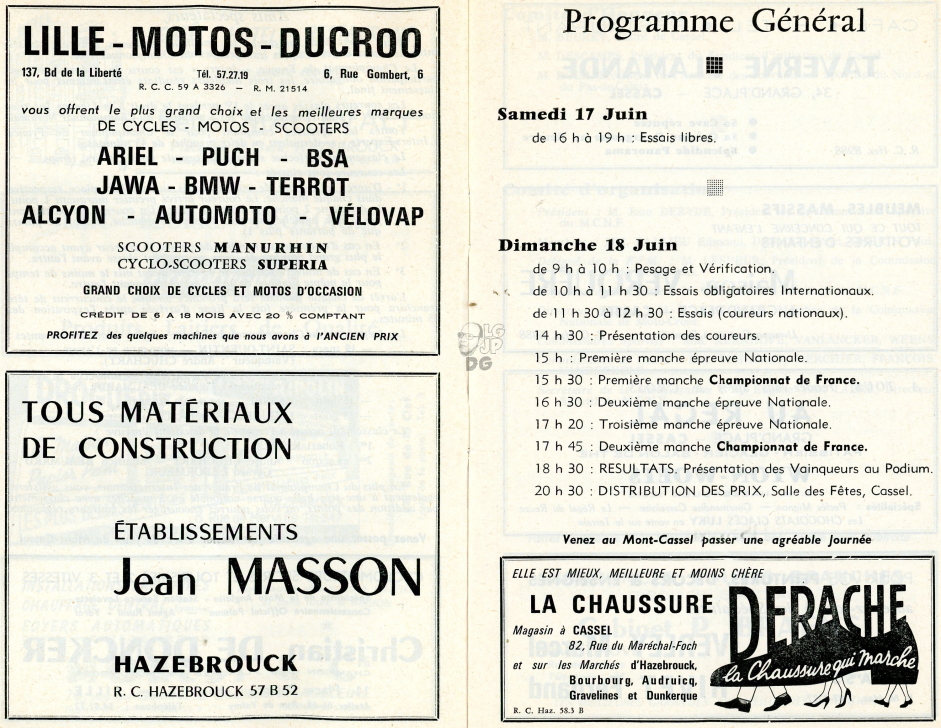 LILLE - MOTOS - DUCROO
137, Bd de la Liberté Tél. 57.27.19 6, Rue Gombert, 6
R. C. C. 59 A 3326 — R. M. 21514
vous offrent le plus grand choix et les meilleures marques
DE CYCLES - MOTOS - SCOOTERS
ARIEL - PUCH - BSA
JAWA - BMW - TERROT
ALCYON - AUTOMOTO - VÉLOVAP
SCOOTERS MANURHIN
CYCLO-SCOOTERS SUPERIA
GRAND CHOIX DE CYCLES ET MOTOS D'OCCASION
CRÉDIT DE 6 A 18 MOIS AVEC 20 % COMPTANT
PROFITEZ des quelques machines que nous avons à l'ANCIEN PRIX
TOUS MATÉRIAUX
DE CONSTRUCTION
ÉTABLISSEMENTS
Jean MASSON
HAZEBROUCK
R. C. HAZEBROUCK 57 B 52
Programme Général
Samedi 17 Juin
de 16 h à 19 h : Essais libres.
Dimanche 18 Juin
de 9 h à 10 h : Pesage et Vérification.
de 10 h à 11 h 30 : Essais obligatoires Internationaux.
de 11 h 30 à 12 h 30 : Essais (coureurs nationaux).
14 h 30 : Présentation des coureurs.
15 h : Première manche épreuve Nationale.
15 h 30 : Première manche Championnat de France.
16 h 30 : Deuxième manche épreuve Nationale.
17 h 20 : Troisième manche épreuve Nationale.
17 h 45 : Deuxième manche Championnat de France.
18 h 30 : RESULTATS, Présentation des Vainqueurs au Podium.
20 h 30 : DISTRIBUTION DES PRIX, Salle des Fêtes, Cassel.
Venez au Mont-Cassel passer une agréable Journée
ELLE EST MIEUX, MEILLEURE ET MOINS CHÈRE
LA CHAUSSURE DERACHE
la Chaussure qui marche
Magasin à CASSEL
82, Rue du Maréchal-Foch
et sur les Marchés d'Hazebrouck,
Bourbourg, Audruicq,
Gravelines et Dunkerque
R. C. Haz. 58.3 B
LG
JP
DG